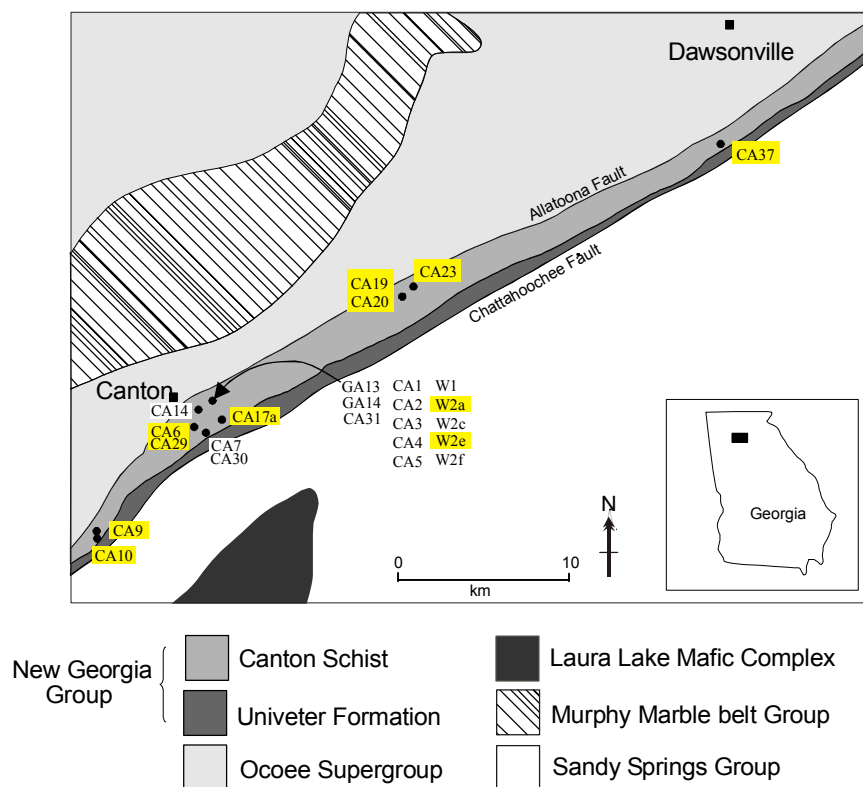 Dawsonville
CA37
Allatoona Fault
CA23
CA19
CA20
Chattahoochee Fault
Canton
CA14
CA17a
CA6
CA29
CA7
CA30
GA13 CA1 W1
GA14 CA2 W2a
CA31 CA3 W2c
CA4 W2e
CA5 W2f
CA9
CA10
N
0 10
km
Georgia
New Georgia
Group
Canton Schist
Univeter Formation
Ocoee Supergroup
Laura Lake Mafic Complex
Murphy Marble belt Group
Sandy Springs Group